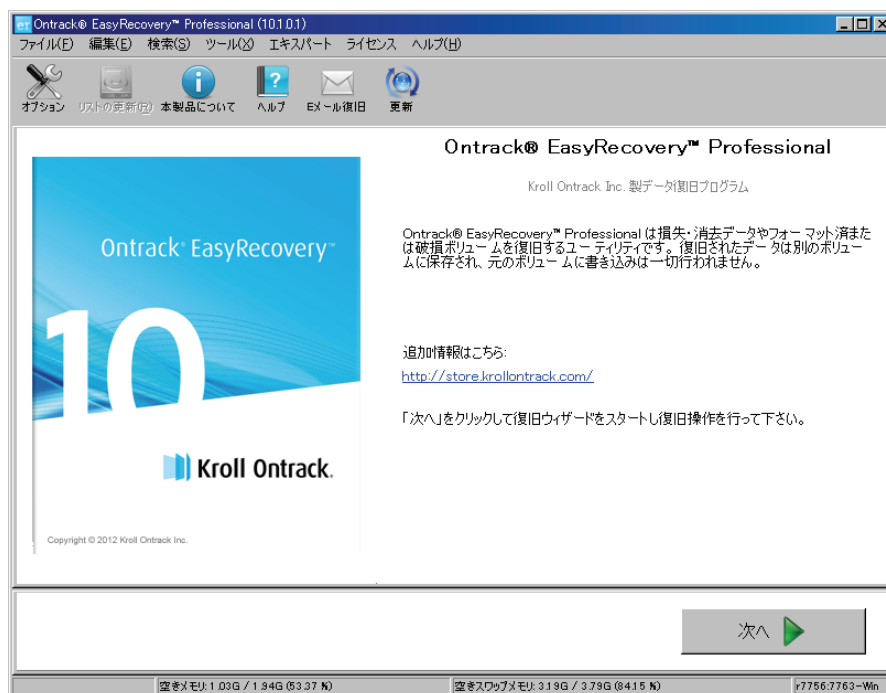 Ontrack® EasyRecovery™ Professional (10.1.0.1)
ファイル(F) 編集(E) 検索(S) ツール(X) エキスパート ライセンス ヘルプ(H)
オプション リストの更新(R) 本製品について ヘルプ Eメール復旧 更新
Ontrack® EasyRecovery™ Professional
Kroll Ontrack Inc. 製データ復旧プログラム
Ontrack® EasyRecovery™ Professional は損失・消去データやフォーマット済また
は破損ボリュームを復旧するユーティリティです。復旧されたデータは別のボリュー
ムに保存され、元のボリュームに書き込みは一切行われません。
追加情報はこちら:
http://store.krollontrack.com/
「次へ」をクリックして復旧ウィザードをスタートし復旧操作を行って下さい。
Ontrack® EasyRecovery™
10
Kroll Ontrack.
Copyright © 2012 Kroll Ontrack Inc.
次へ
空きメモリ: 1.03G / 1.94G (53.37 %)
空きスワップメモリ: 3.19G / 3.79G (84.15 %)
r7756:7763-Win